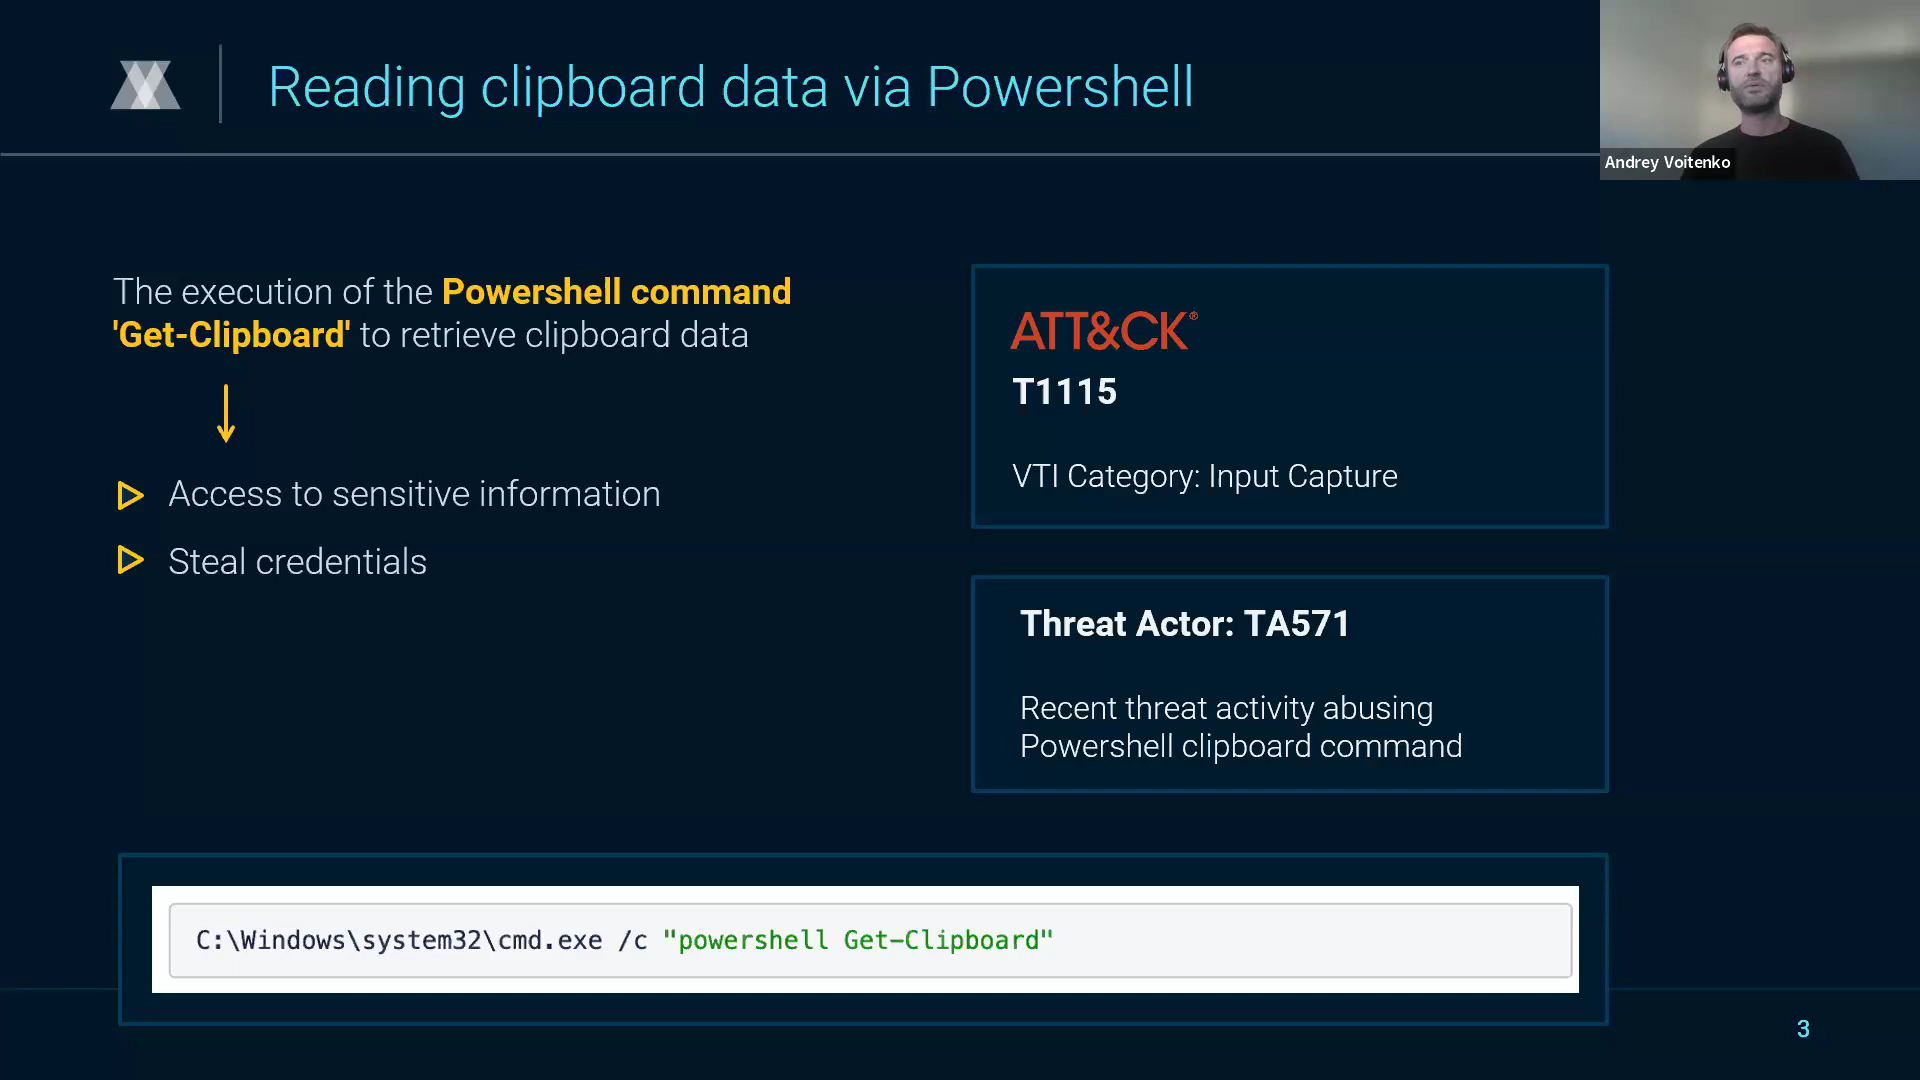 Reading clipboard data via Powershell
Andrey Voitenko
The execution of the Powershell command
'Get-Clipboard' to retrieve clipboard data
Access to sensitive information
Steal credentials
ATT&CK®
T1115
VTI Category: Input Capture
Threat Actor: TA571
Recent threat activity abusing
Powershell clipboard command
C:\Windows\system32\cmd.exe /c "powershell Get-Clipboard"
3